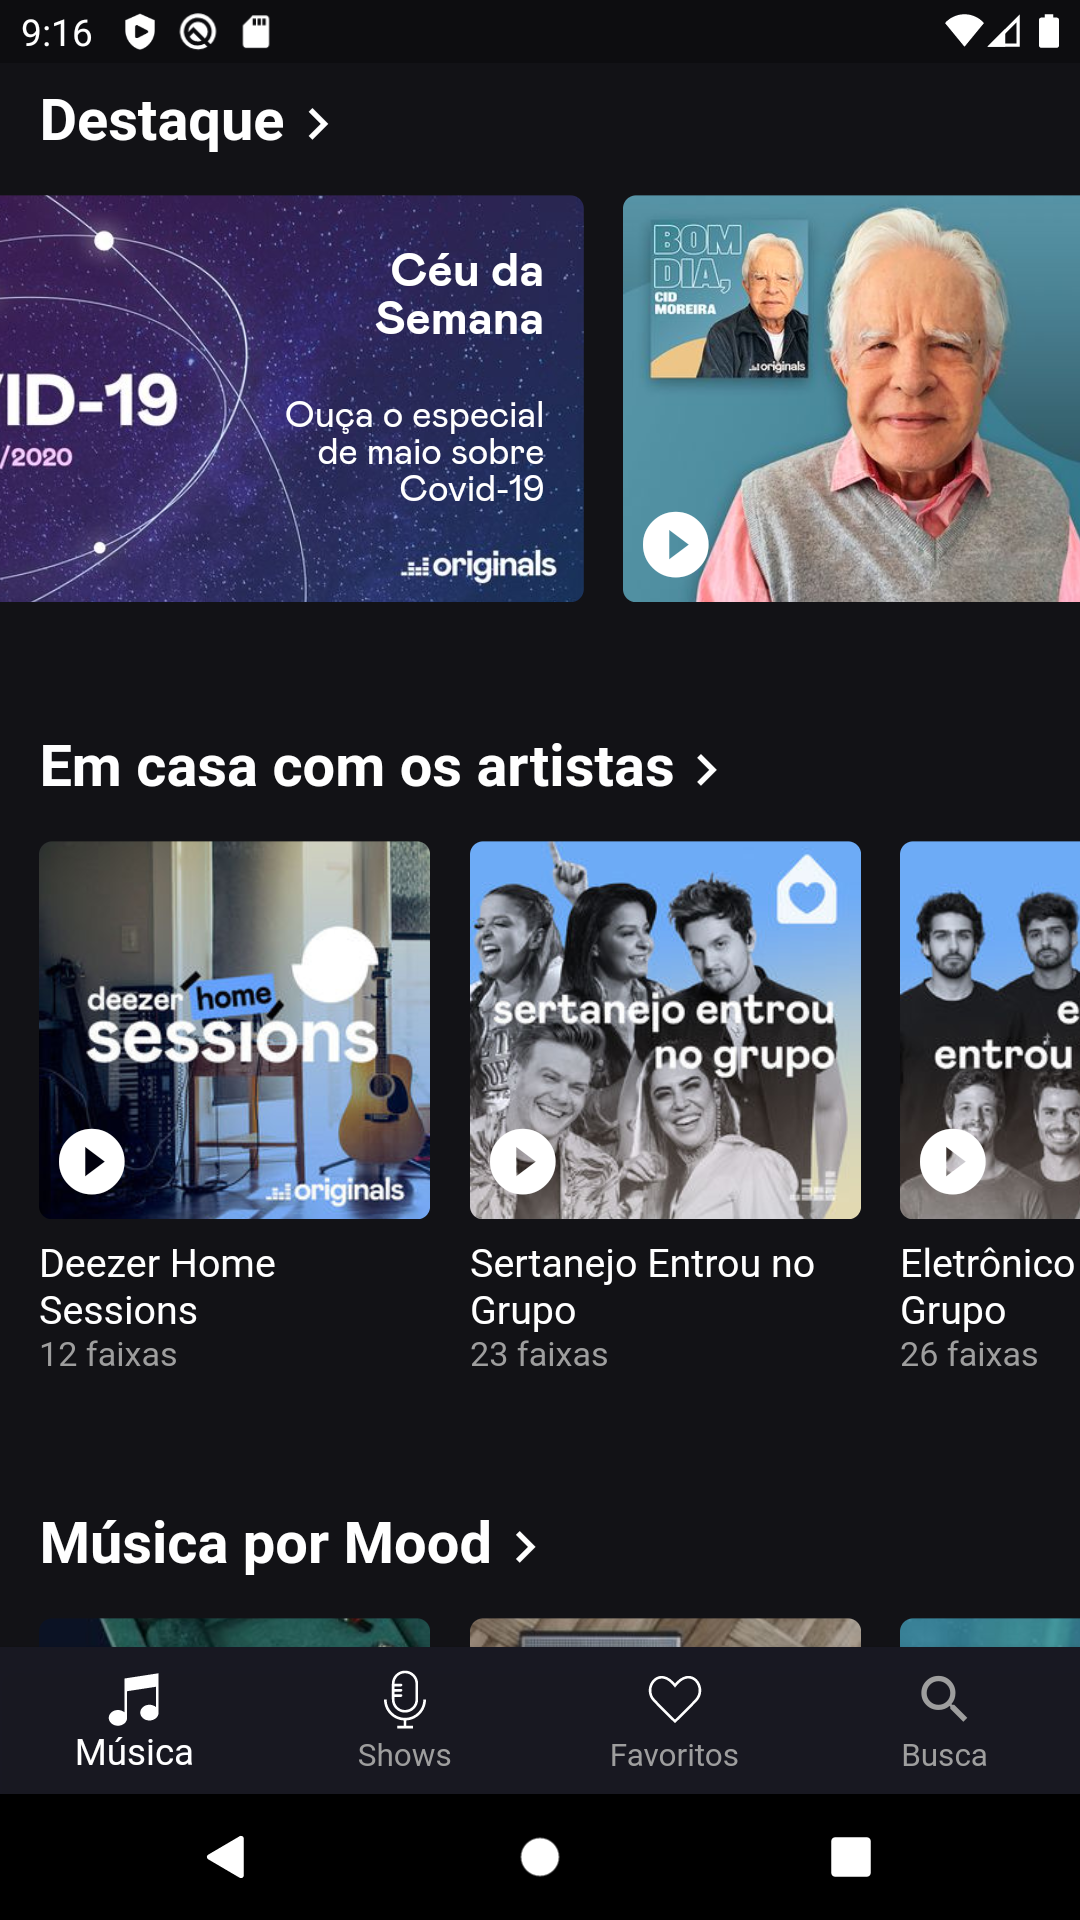 9:16
Destaque
Céu da
Semana
VID-19
/2020
Ouça o especial
de maio sobre
Covid-19
originals
BOM
DIA,
CID
MOREIRA
originals
Em casa com os artistas
deezer home
sessions
originals
sertanejo entrou
no grupo
e
entrou
Deezer Home
Sessions
12 faixas
Sertanejo Entrou no
Grupo
23 faixas
Eletrônico
Grupo
26 faixas
Música por Mood
Música
Shows
Favoritos
Busca